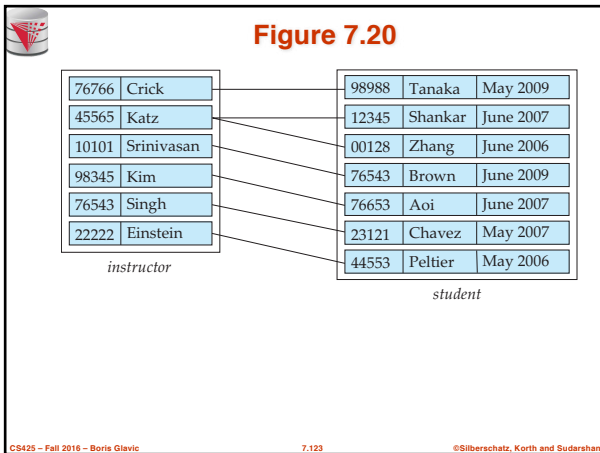 Figure 7.20
76766 Crick
45565 Katz
10101 Srinivasan
98345 Kim
76543 Singh
22222 Einstein
instructor
98988 Tanaka May 2009
12345 Shankar June 2007
00128 Zhang June 2006
76543 Brown June 2009
76653 Aoi June 2007
23121 Chavez May 2007
44553 Peltier May 2006
student
CS425 – Fall 2016 – Boris Glavic 7.123 ©Silberschatz, Korth and Sudarshan